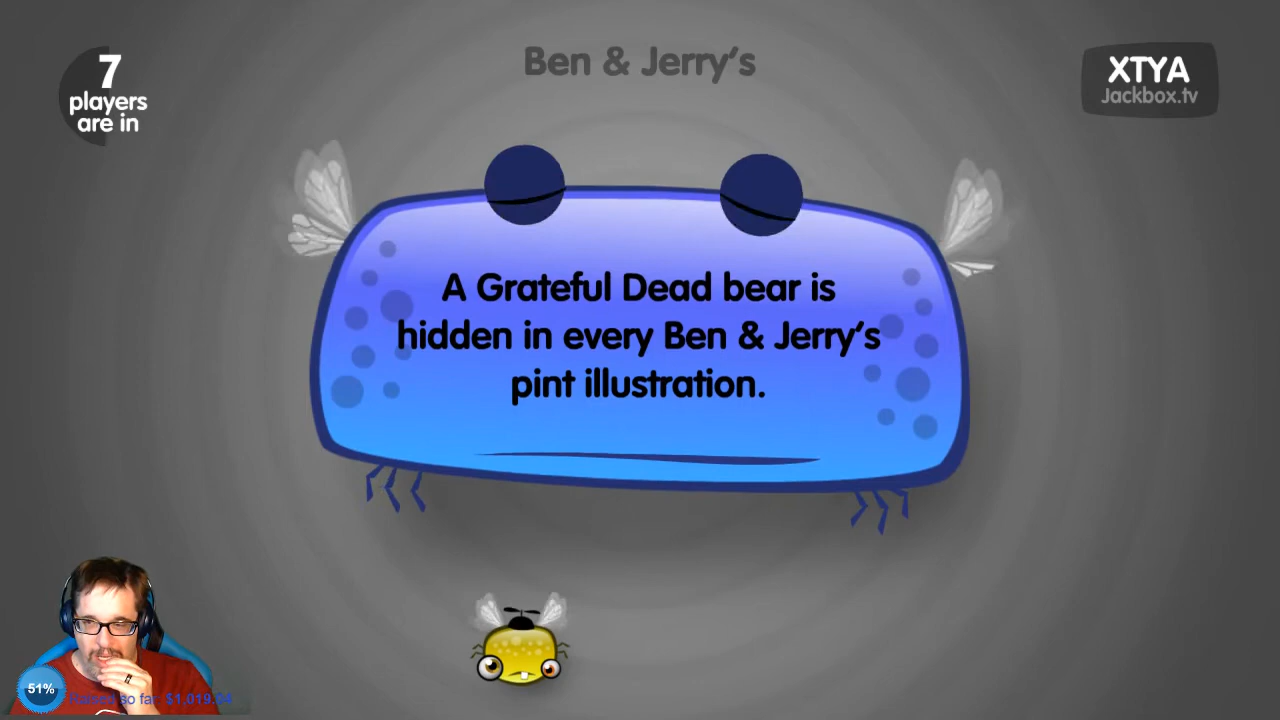 Ben & Jerry's
7
players
are in
XTYA
Jackbox.tv
A Grateful Dead bear is
hidden in every Ben & Jerry's
pint illustration.
51%
Raised so far: $1,019.84